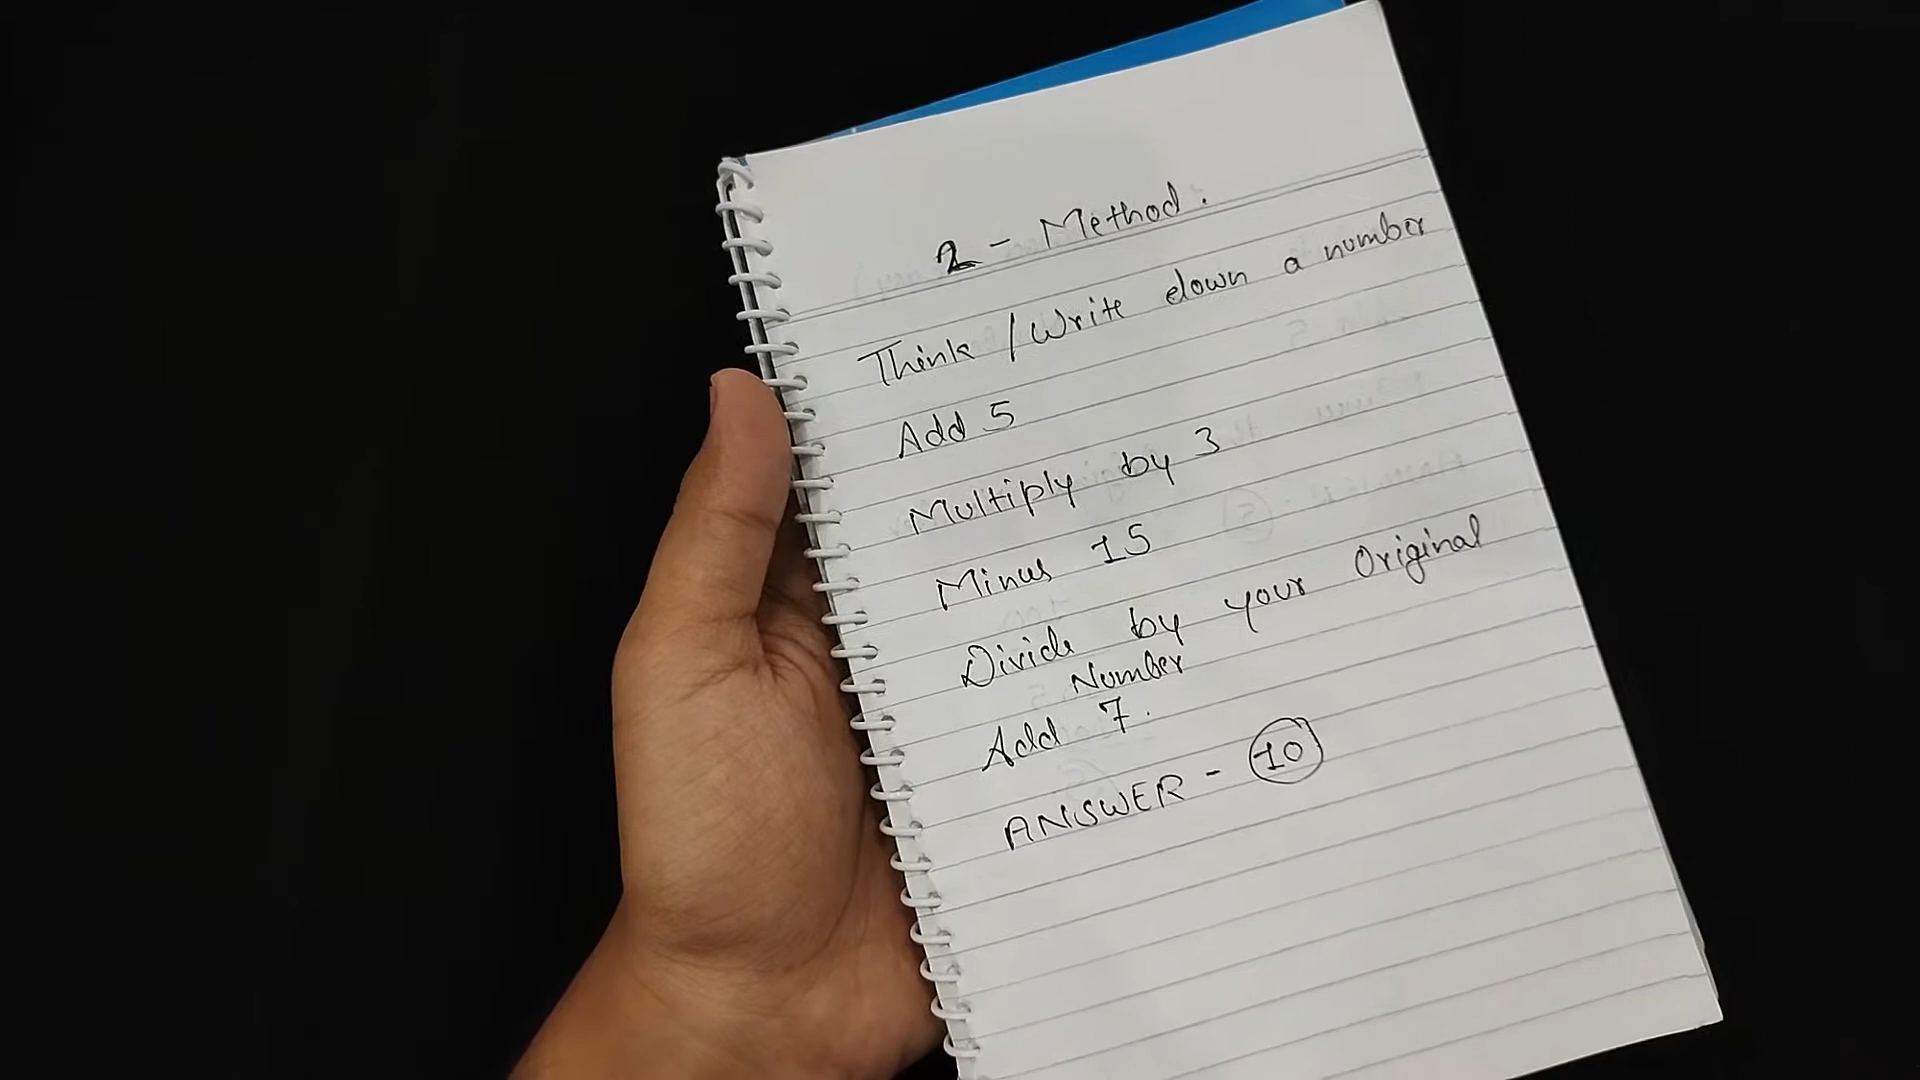 2 - Method.
Think / Write down a number
Add 5
Multiply by 3
Minus 15
Divide by your Original
Number
Add 7.
ANSWER - 10